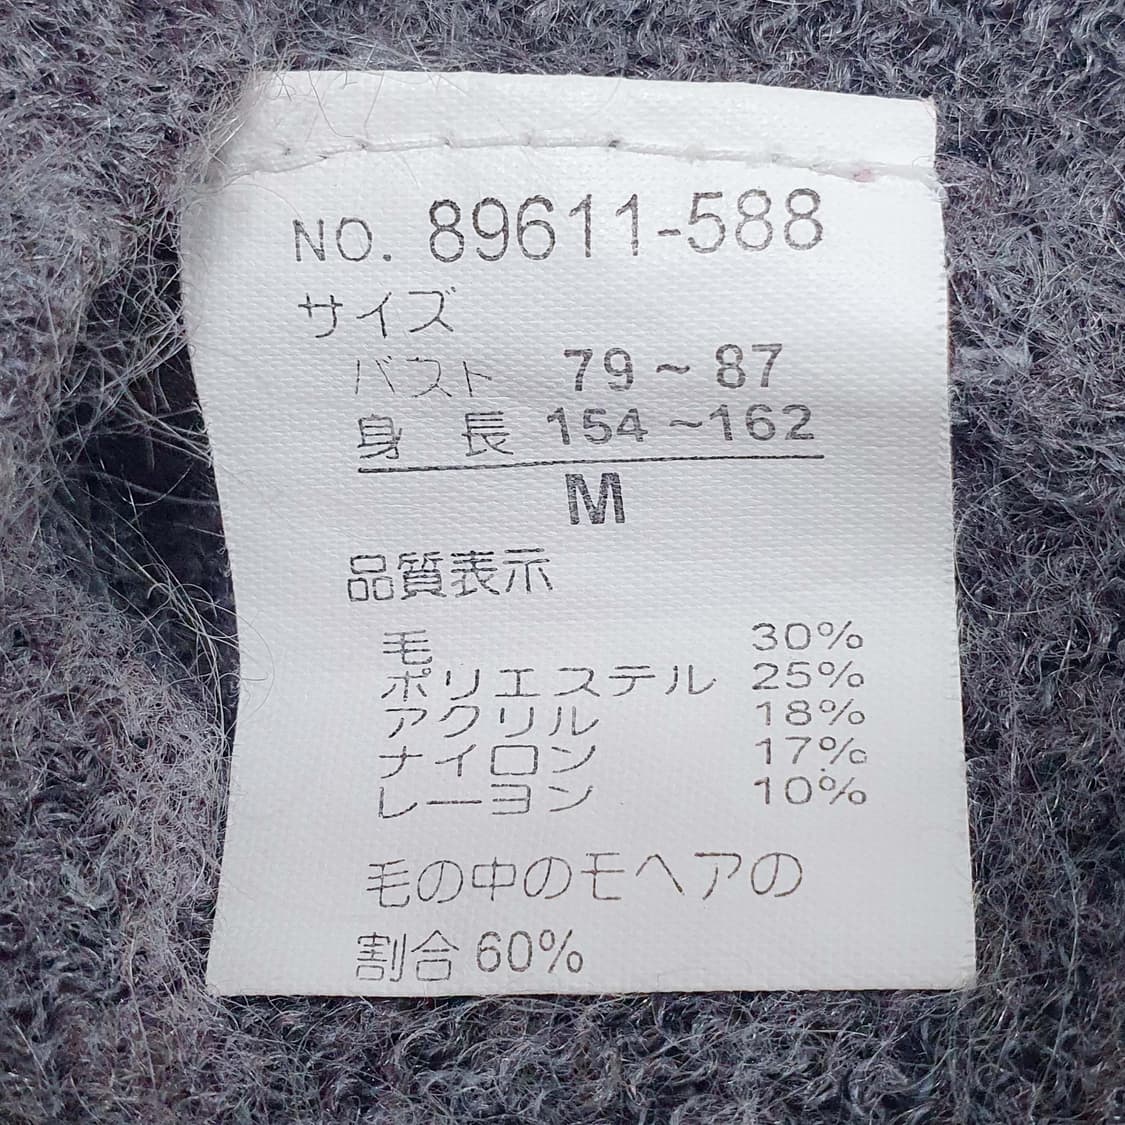 NO. 89611-588
サイズ
バスト 79~87
身 長 154~162
M
品質表示
毛 30%
ポリエステル 25%
アクリル 18%
ナイロン 17%
レーヨン 10%
毛の中のモヘアの
割合60%